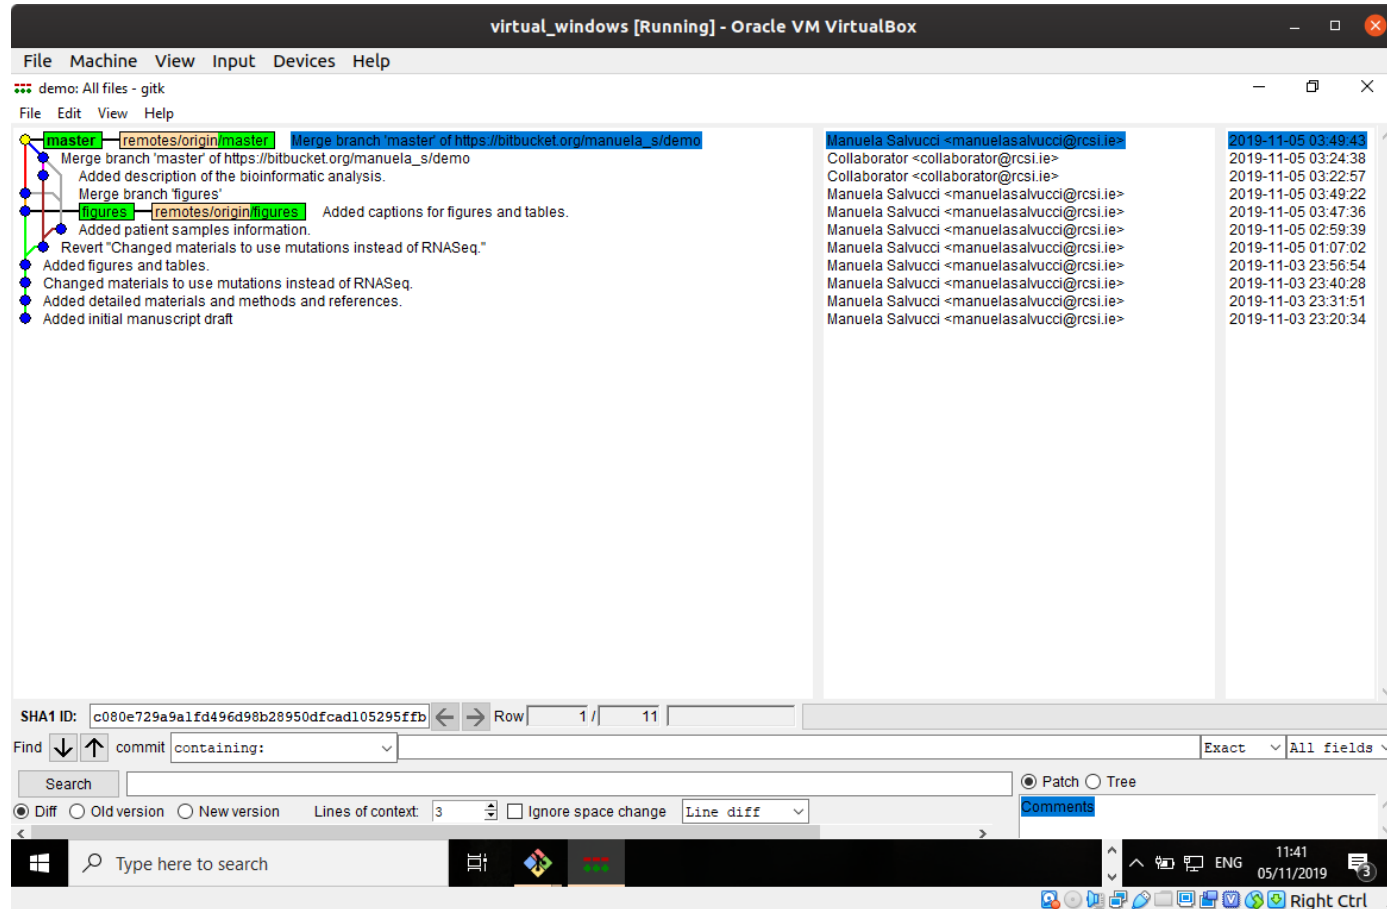 virtual_windows [Running] - Oracle VM VirtualBox
File Machine View Input Devices Help
demo: All files - gitk
File Edit View Help
master remotes/origin/master Merge branch 'master' of https://bitbucket.org/manuela_s/demo Manuela Salvucci <manuelasalvucci@rcsi.ie> 2019-11-05 03:49:43
Merge branch 'master' of https://bitbucket.org/manuela_s/demo Collaborator <collaborator@rcsi.ie> 2019-11-05 03:24:38
Added description of the bioinformatic analysis. Collaborator <collaborator@rcsi.ie> 2019-11-05 03:22:57
Merge branch 'figures' Manuela Salvucci <manuelasalvucci@rcsi.ie> 2019-11-05 03:49:22
figures remotes/origin/figures Added captions for figures and tables. Manuela Salvucci <manuelasalvucci@rcsi.ie> 2019-11-05 03:47:36
Added patient samples information. Manuela Salvucci <manuelasalvucci@rcsi.ie> 2019-11-05 02:59:39
Revert "Changed materials to use mutations instead of RNASeq." Manuela Salvucci <manuelasalvucci@rcsi.ie> 2019-11-05 01:07:02
Added figures and tables. Manuela Salvucci <manuelasalvucci@rcsi.ie> 2019-11-03 23:56:54
Changed materials to use mutations instead of RNASeq. Manuela Salvucci <manuelasalvucci@rcsi.ie> 2019-11-03 23:40:28
Added detailed materials and methods and references. Manuela Salvucci <manuelasalvucci@rcsi.ie> 2019-11-03 23:31:51
Added initial manuscript draft Manuela Salvucci <manuelasalvucci@rcsi.ie> 2019-11-03 23:20:34
SHA1 ID: c080e729a9a1fd496d98b28950dfcad105295ffb Row 1 / 11
Find commit containing: Exact All fields
Search Patch Tree
Diff Old version New version Lines of context: 3 Ignore space change Line diff Comments
Type here to search ENG 11:41
05/11/2019 3
Right Ctrl